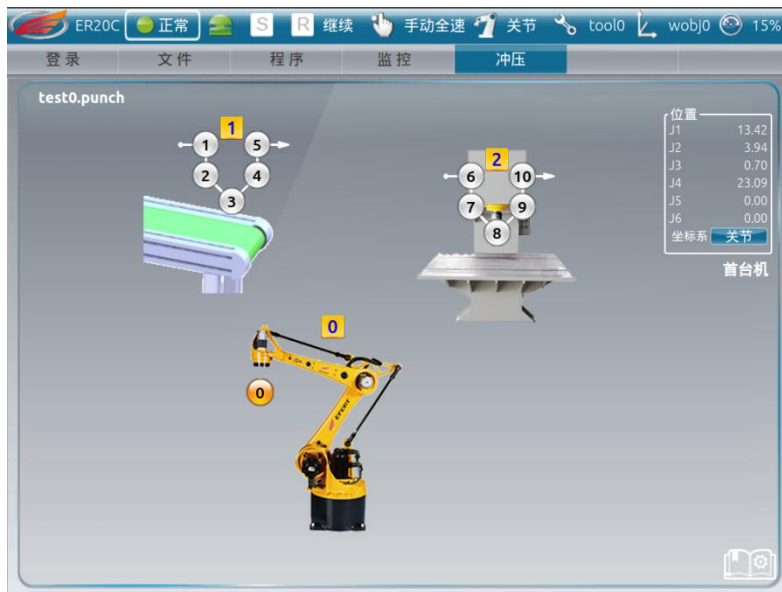 ER20C 正常 S R 继续 手动全速 关节 tool0 wobj0 15%
登录 文件 程序 监控 冲压
test0.punch
1
1 5
2 4
3
2
6 10
7 9
8
位置
J1 13.42
J2 3.94
J3 0.70
J4 23.09
J5 0.00
J6 0.00
坐标系 关节
首台机
0
0
EFORT